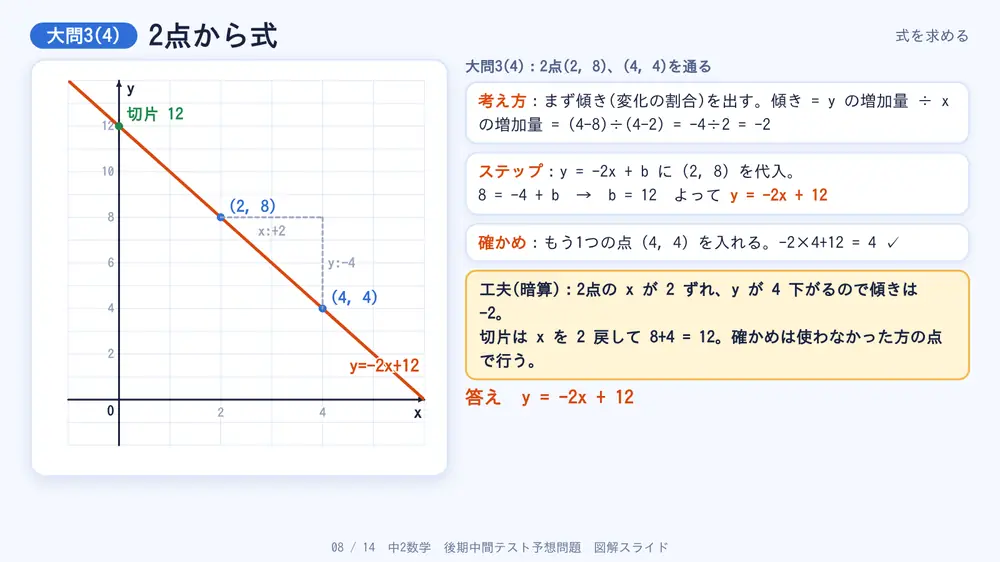 大問3(4) 2点から式
式を求める
y
切片 12
12
10
(2, 8)
8
x:+2
6
y:-4
(4, 4)
4
2
y=-2x+12
0
2
4
x
大問3(4)：2点(2, 8)、(4, 4)を通る
考え方：まず傾き(変化の割合)を出す。傾き = y の増加量 ÷ x
の増加量 = (4-8)÷(4-2) = -4÷2 = -2
ステップ：y = -2x + b に (2, 8) を代入。
8 = -4 + b → b = 12 よって y = -2x + 12
確かめ：もう1つの点 (4, 4) を入れる。-2×4+12 = 4 ✓
工夫(暗算)：2点の x が 2 ずれ、y が 4 下がるので傾きは
-2。
切片は x を 2 戻して 8+4 = 12。確かめは使わなかった方の点
で行う。
答え y = -2x + 12
08 / 14 中2数学 後期中間テスト予想問題 図解スライド